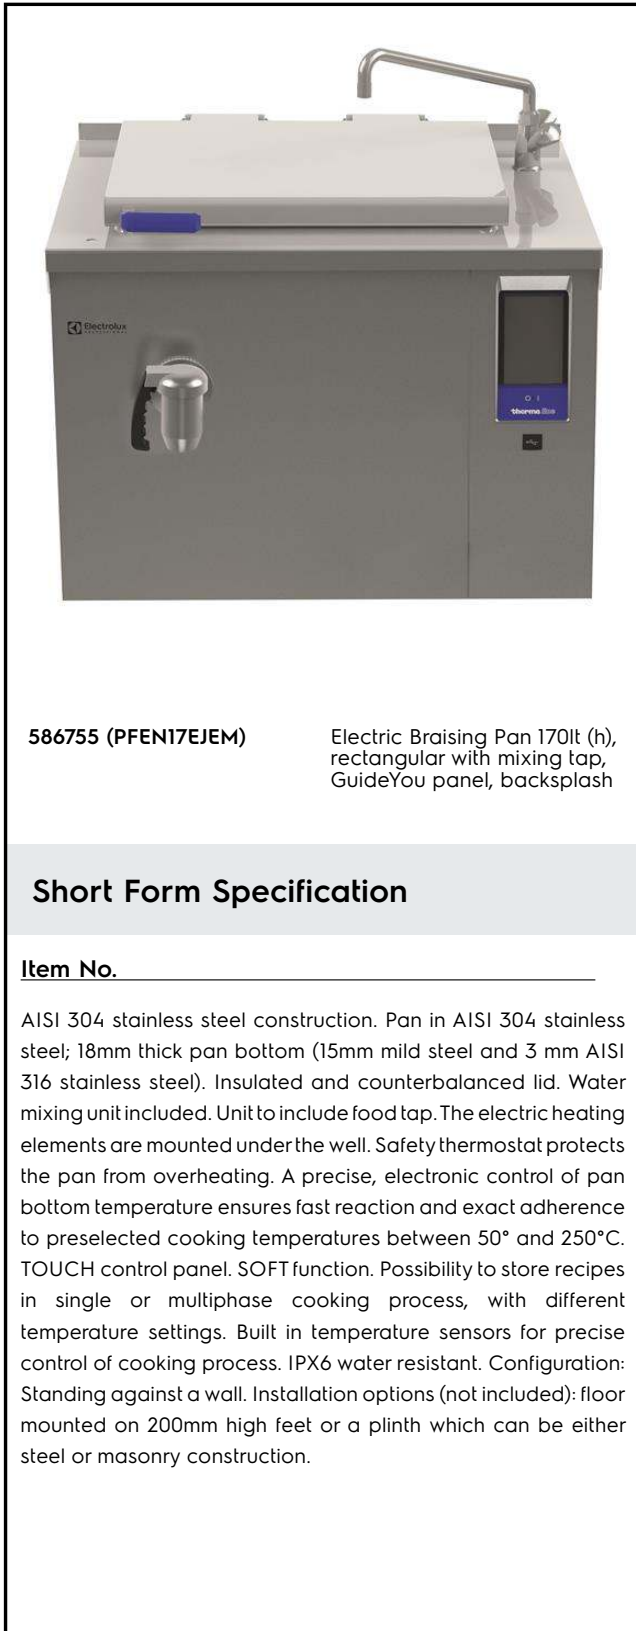 Electrolux
PROFESSIONAL
thermaline
586755 (PFEN17EJEM)
Electric Braising Pan 170lt (h),
rectangular with mixing tap,
GuideYou panel, backsplash
Short Form Specification
Item No.
AISI 304 stainless steel construction. Pan in AISI 304 stainless
steel; 18mm thick pan bottom (15mm mild steel and 3 mm AISI
316 stainless steel). Insulated and counterbalanced lid. Water
mixing unit included. Unit to include food tap. The electric heating
elements are mounted under the well. Safety thermostat protects
the pan from overheating. A precise, electronic control of pan
bottom temperature ensures fast reaction and exact adherence
to preselected cooking temperatures between 50° and 250°C.
TOUCH control panel. SOFT function. Possibility to store recipes
in single or multiphase cooking process, with different
temperature settings. Built in temperature sensors for precise
control of cooking process. IPX6 water resistant. Configuration:
Standing against a wall. Installation options (not included): floor
mounted on 200mm high feet or a plinth which can be either
steel or masonry construction.